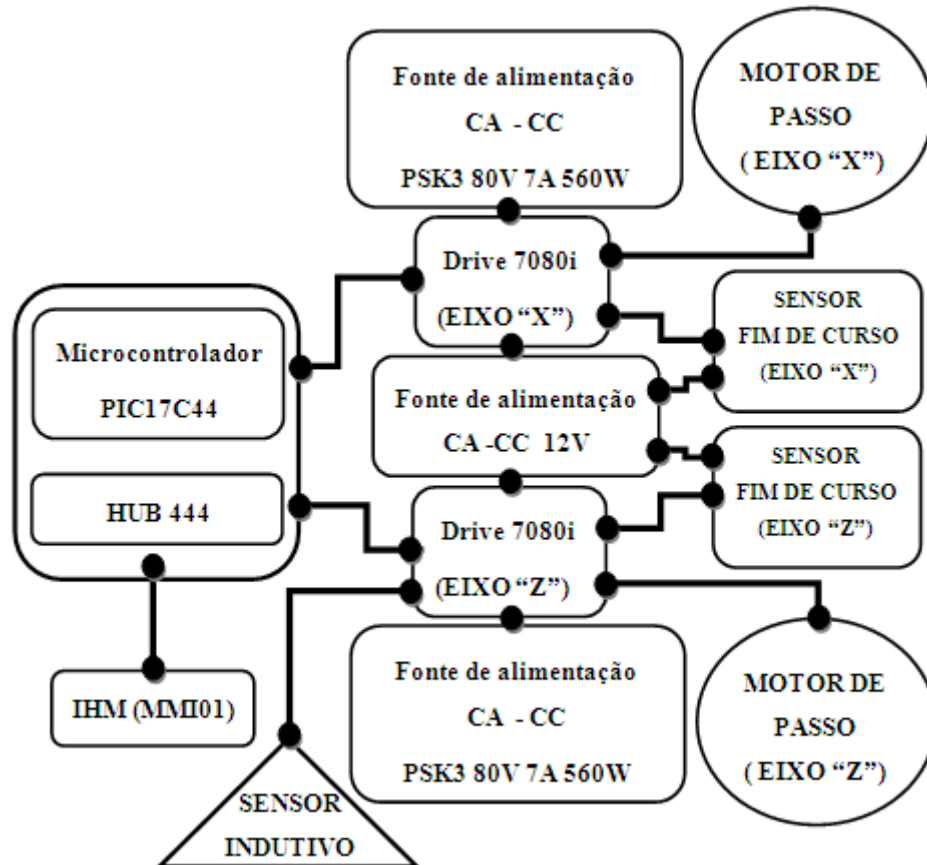 Fonte de alimentação
CA - CC
PSK3 80V 7A 560W
MOTOR DE
PASSO
( EIXO “X”)
Drive 7080i
(EIXO “X”)
SENSOR
FIM DE CURSO
(EIXO “X”)
Microcontrolador
PIC17C44
Fonte de alimentação
CA -CC 12V
SENSOR
FIM DE CURSO
(EIXO “Z”)
HUB 444
Drive 7080i
(EIXO “Z”)
IHM (MMI01)
Fonte de alimentação
CA - CC
PSK3 80V 7A 560W
MOTOR DE
PASSO
( EIXO “Z”)
SENSOR
INDUTIVO